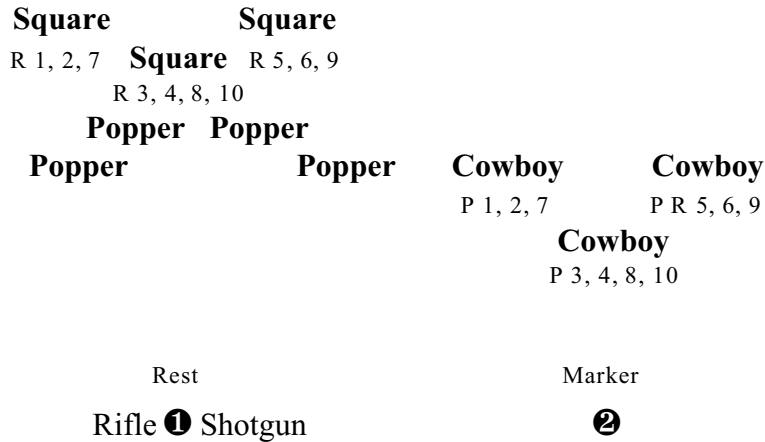 Square Square
R 1, 2, 7 Square R 5, 6, 9
R 3, 4, 8, 10
Popper Popper
Popper Popper Cowboy Cowboy
P 1, 2, 7 P R 5, 6, 9
Cowboy
P 3, 4, 8, 10
Rest Marker
Rifle ❶ Shotgun ❷